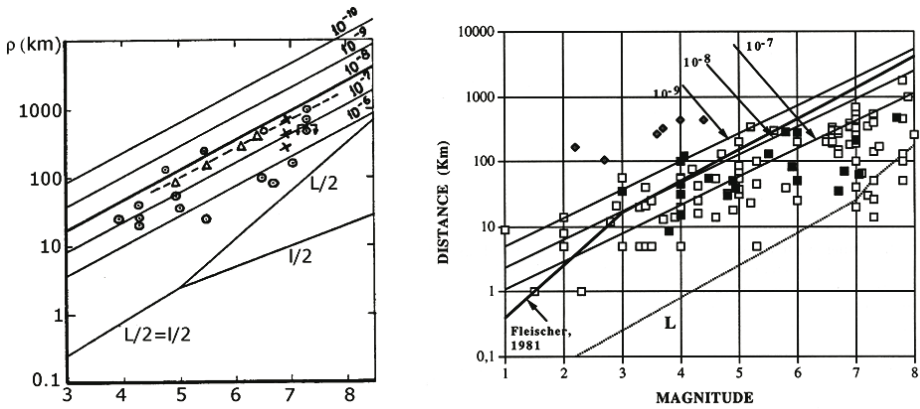 ρ (km)
1000
100
10
1
0.1
3 4 5 6 7 8
10-10
10-9
10-8
10-7
10-6
L/2
l/2
L/2=l/2
DISTANCE (Km)
10000
1000
100
10
1
0,1
1 2 3 4 5 6 7 8
MAGNITUDE
10-9
10-8
10-7
Fleischer,
1981
L